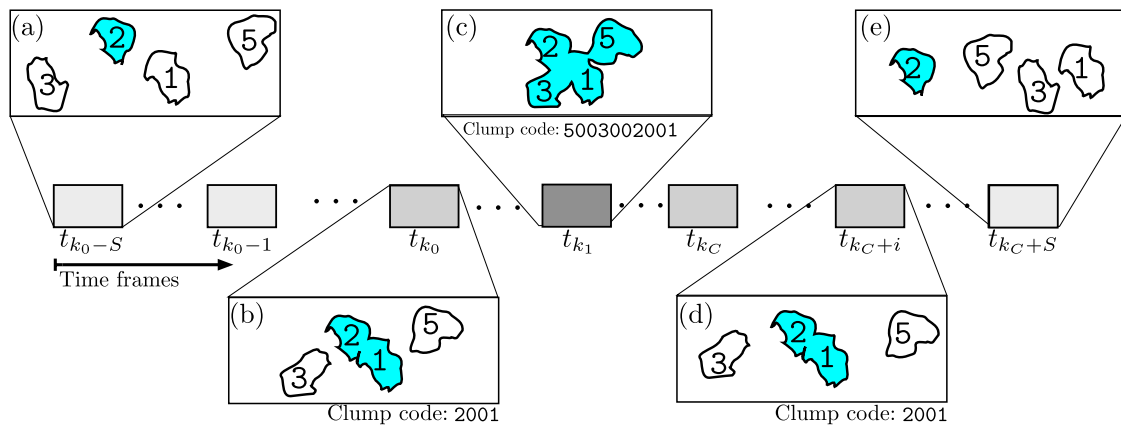 (a)
2
5
3
1
(c)
2
5
3
1
Clump code: 5003002001
(e)
2
5
3
1
t_{k_0−S}
t_{k_0−1}
t_{k_0}
t_{k_1}
t_{k_C}
t_{k_C+i}
t_{k_C+S}
Time frames
(b)
2
5
1
3
Clump code: 2001
(d)
2
5
1
3
Clump code: 2001